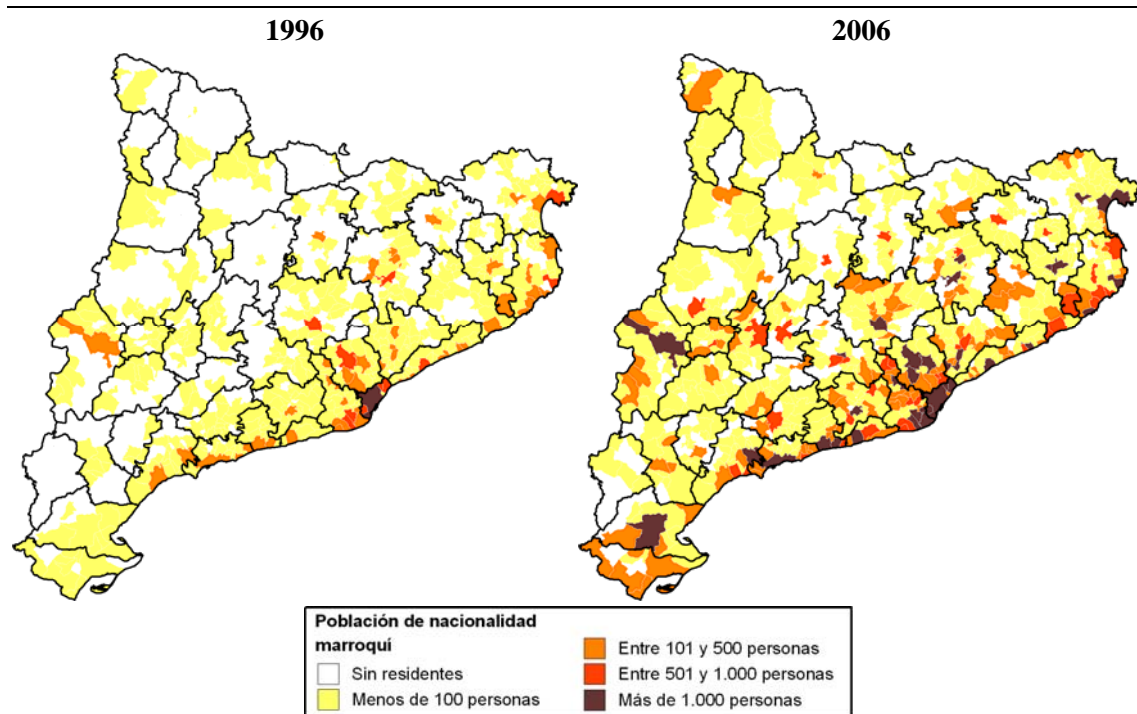 1996
2006
Población de nacionalidad
marroquí
Sin residentes
Menos de 100 personas
Entre 101 y 500 personas
Entre 501 y 1.000 personas
Más de 1.000 personas